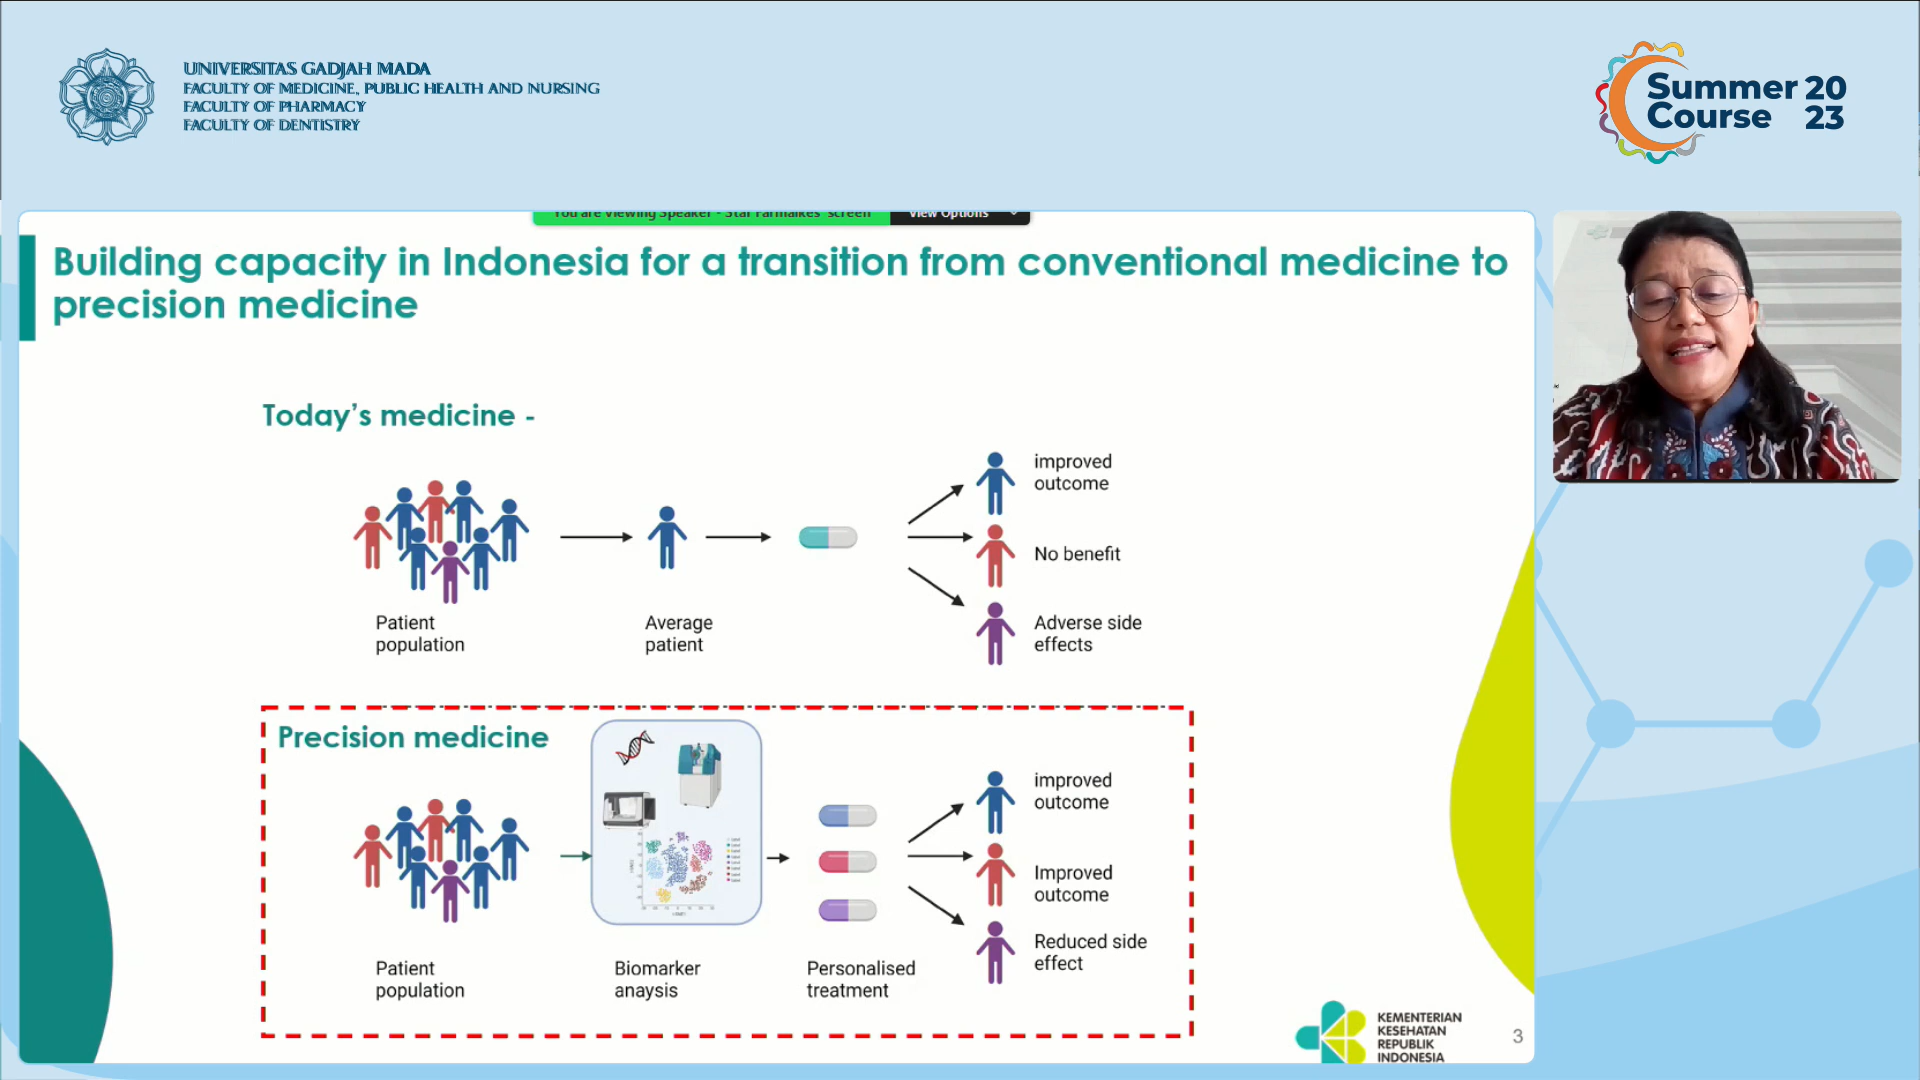 UNIVERSITAS GADJAH MADA
FACULTY OF MEDICINE, PUBLIC HEALTH AND NURSING
FACULTY OF PHARMACY
FACULTY OF DENTISTRY
Summer 20
Course 23
You are viewing Speaker - Star Farmalkes' screen
View Options
Building capacity in Indonesia for a transition from conventional medicine to
precision medicine
Today's medicine -
Patient
population
Average
patient
improved
outcome
No benefit
Adverse side
effects
Precision medicine
Patient
population
Biomarker
anaysis
Personalised
treatment
improved
outcome
Improved
outcome
Reduced side
effect
KEMENTERIAN
KESEHATAN
REPUBLIK
INDONESIA
3